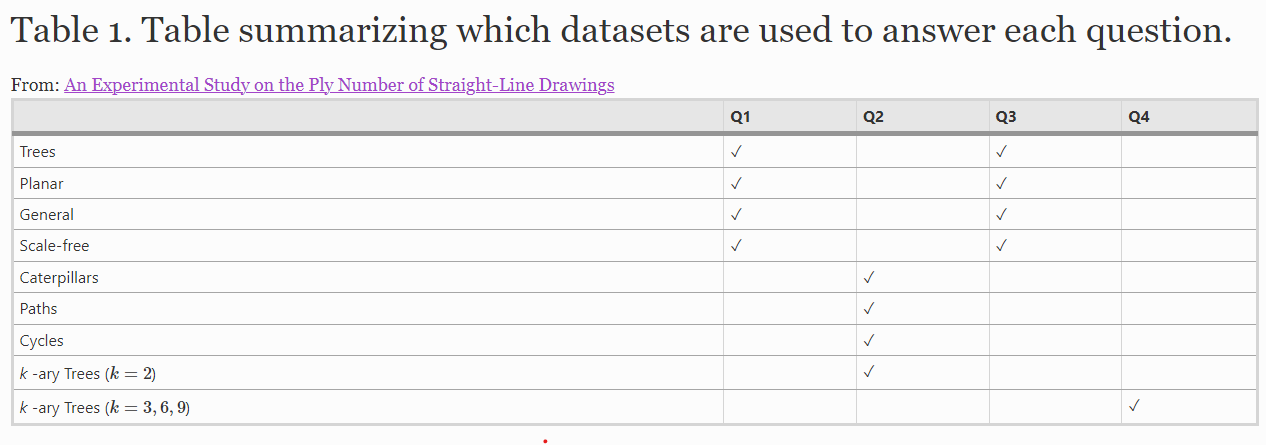 Table 1. Table summarizing which datasets are used to answer each question.
From: An Experimental Study on the Ply Number of Straight-Line Drawings
Q1 Q2 Q3 Q4
Trees ✓ ✓
Planar ✓ ✓
General ✓ ✓
Scale-free ✓ ✓
Caterpillars ✓
Paths ✓
Cycles ✓
k -ary Trees (k = 2) ✓
k -ary Trees (k = 3, 6, 9) ✓